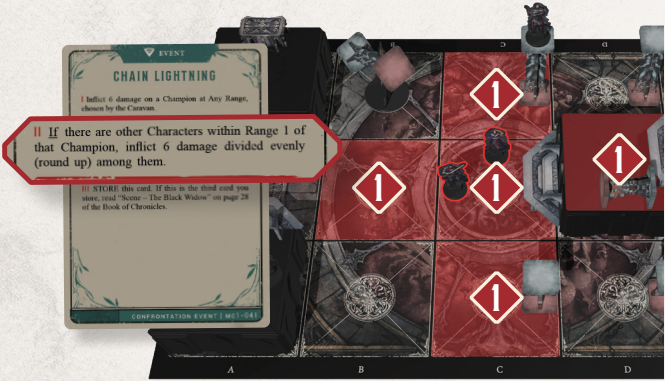 EVENT
CHAIN LIGHTNING
I Inflict 6 damage on a Champion at Any Range,
chosen by the Caravan.
II If there are other Characters within Range 1 of
that Champion, inflict 6 damage divided evenly
(round up) among them.
III STORE this card. If this is the third card you
store, read "Scene – The Black Widow" on page 28
of the Book of Chronicles.
CONFRONTATION EVENT | MC1-041
B
C
D
1
1
1
1
1
A
B
C
D